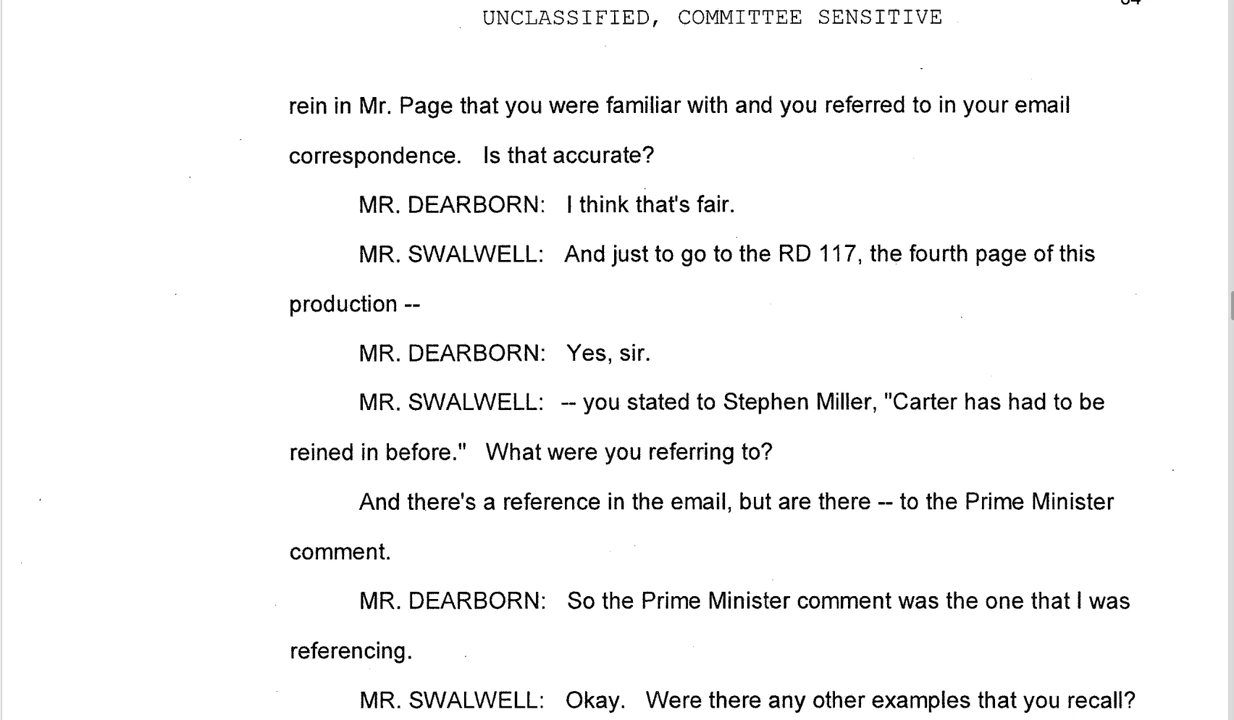 UNCLASSIFIED, COMMITTEE SENSITIVE
rein in Mr. Page that you were familiar with and you referred to in your email
correspondence. Is that accurate?
MR. DEARBORN: I think that's fair.
MR. SWALWELL: And just to go to the RD 117, the fourth page of this
production --
MR. DEARBORN: Yes, sir.
MR. SWALWELL: -- you stated to Stephen Miller, "Carter has had to be
reined in before." What were you referring to?
And there's a reference in the email, but are there -- to the Prime Minister
comment.
MR. DEARBORN: So the Prime Minister comment was the one that I was
referencing.
MR. SWALWELL: Okay. Were there any other examples that you recall?